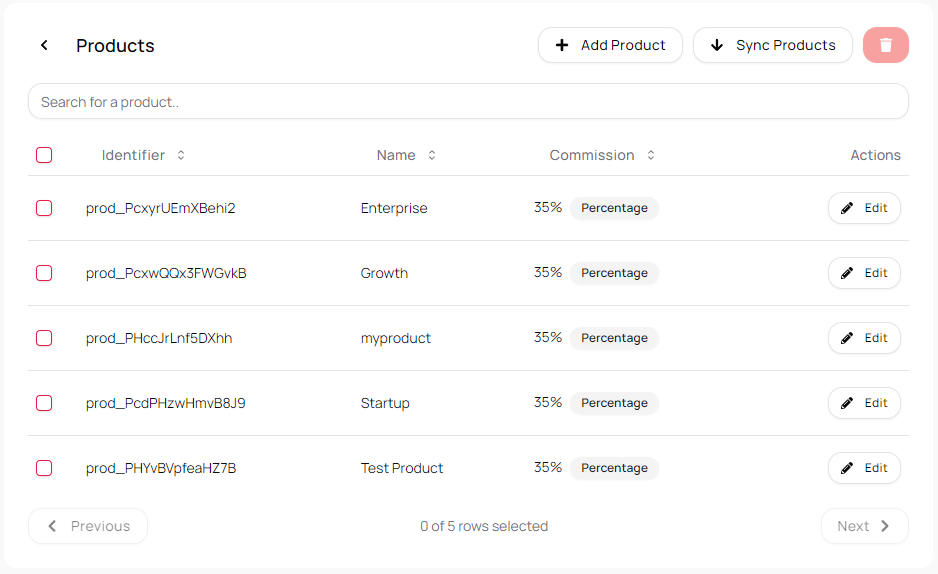 Products
Add Product
Sync Products
Search for a product..
Identifier Name Commission Actions
prod_PcxyrUEmXBehi2 Enterprise 35% Percentage Edit
prod_PcxwQQx3FWGvkB Growth 35% Percentage Edit
prod_PHccJrLnf5DXhh myproduct 35% Percentage Edit
prod_PcdPHzwHmvB8J9 Startup 35% Percentage Edit
prod_PHYvBVpfeaHZ7B Test Product 35% Percentage Edit
Previous 0 of 5 rows selected Next